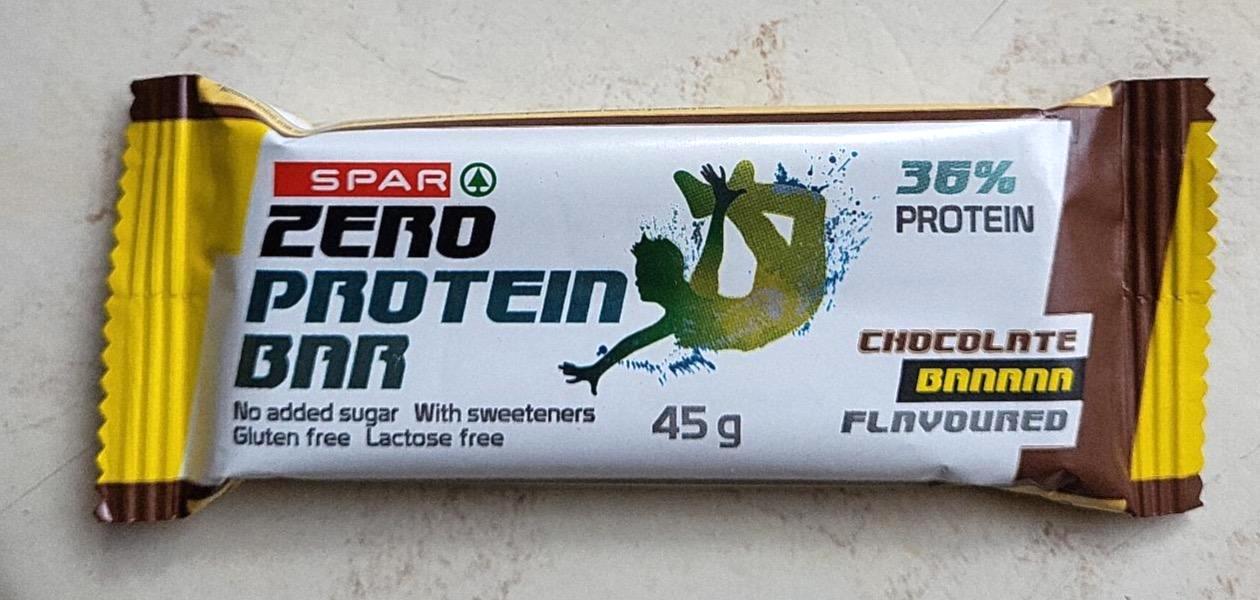 SPAR
ZERO
PROTEIN
BAR
No added sugar With sweeteners
Gluten free Lactose free
45 g
36%
PROTEIN
CHOCOLATE
BANANA
FLAVOURED